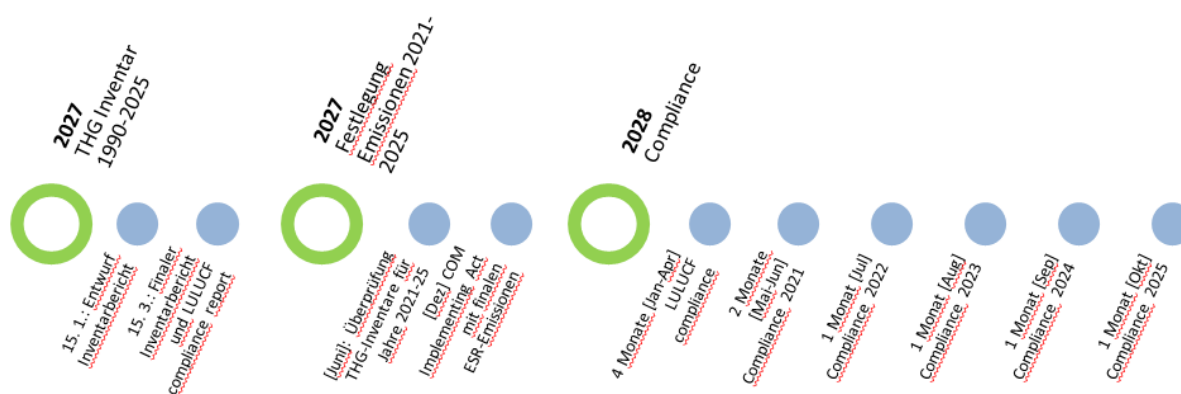 2027
THG Inventar
1990-2025
15. 1.: Entwurf
Inventarbericht
15. 3.: Finaler
Inventarbericht
und LULUCF
compliance report
2027
Festlegung
Emissionen 2021-
2025
[Juni]: Überprüfung
THG-Inventare für
Jahre 2021-25
[Dez] COM
Implementing Act
mit finalen
ESR-Emissionen
2028
Compliance
4 Monate [Jan-Apr]
LULUCF
compliance
2 Monate
[Mai-Jun]
Compliance 2021
1 Monat [Jul]
Compliance 2022
1 Monat [Aug]
Compliance 2023
1 Monat [Sep]
Compliance 2024
1 Monat [Okt]
Compliance 2025